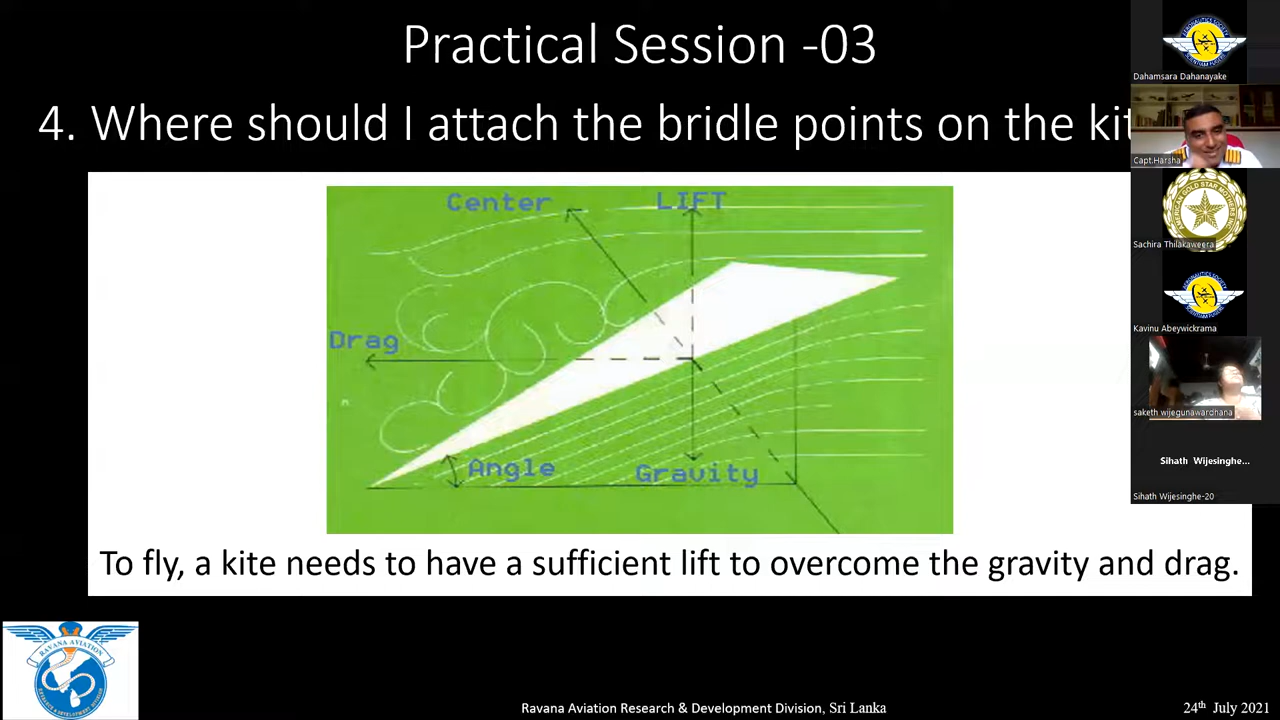 Practical Session -03
4. Where should I attach the bridle points on the kit
Center
LIFT
Drag
Angle
Gravity
To fly, a kite needs to have a sufficient lift to overcome the gravity and drag.
RAVANA AVIATION
Ravana Aviation Research & Development Division, Sri Lanka
24th July 2021
Dahamsara Dahanayake
Capt.Harsha
Sachira Thilakaweera
Kavinu Abeywickrama
saketh wijegunawardhana
Sihath Wijesinghe...
Sihath Wijesinghe-20